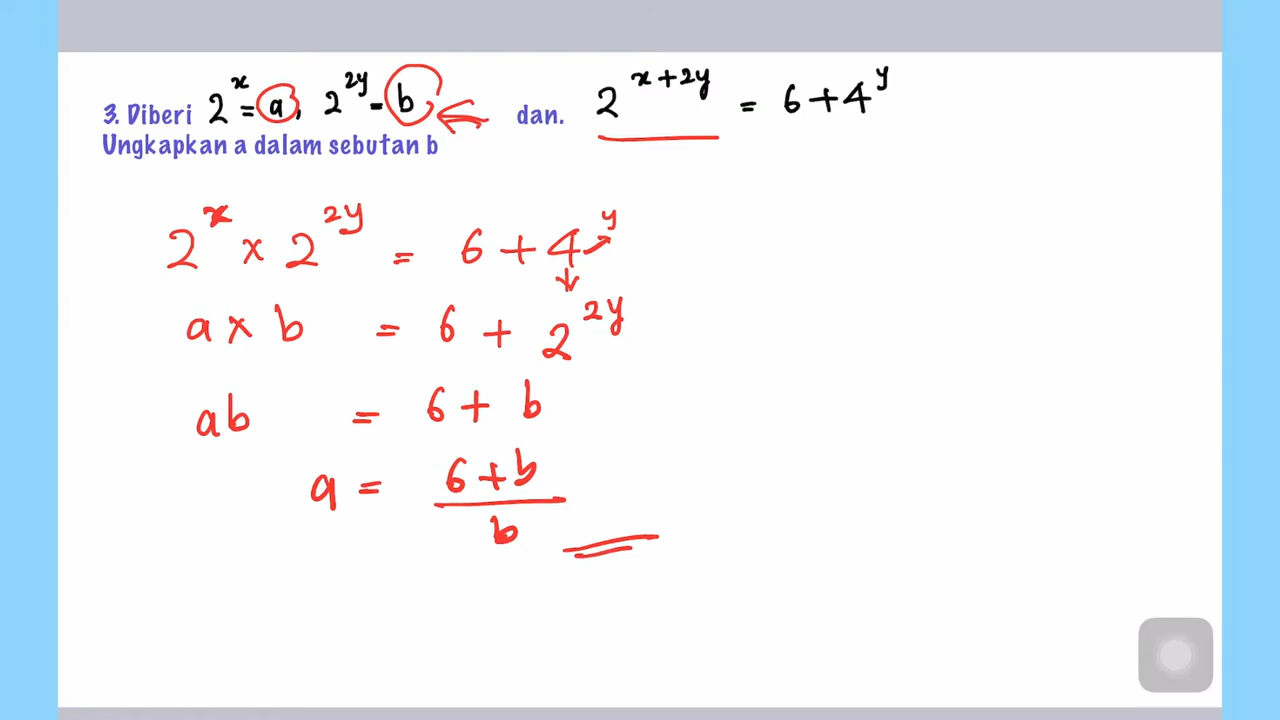 3. Diberi 2^x = a, 2^2y = b dan. 2^x+2y = 6 + 4^y
Ungkapkan a dalam sebutan b
2^x × 2^2y = 6 + 4^y
a × b = 6 + 2^2y
ab = 6 + b
a = 6 + b
b